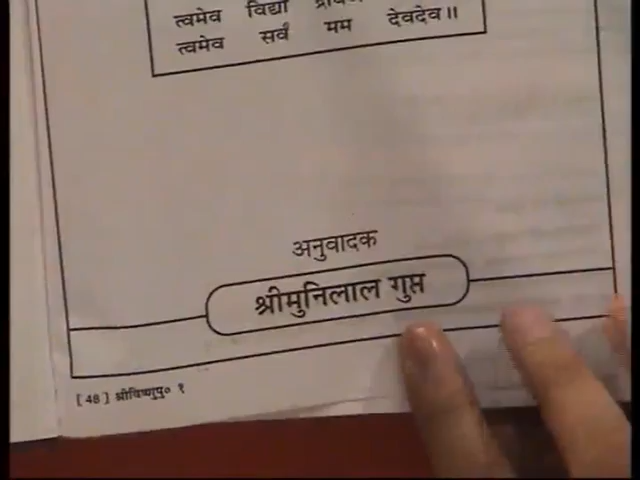 त्वमेव विद्या
त्वमेव सर्वं मम देवदेव॥
अनुवादक
श्रीमुनिलाल गुप्त
[ 48 ] श्रीविष्णुपु० १